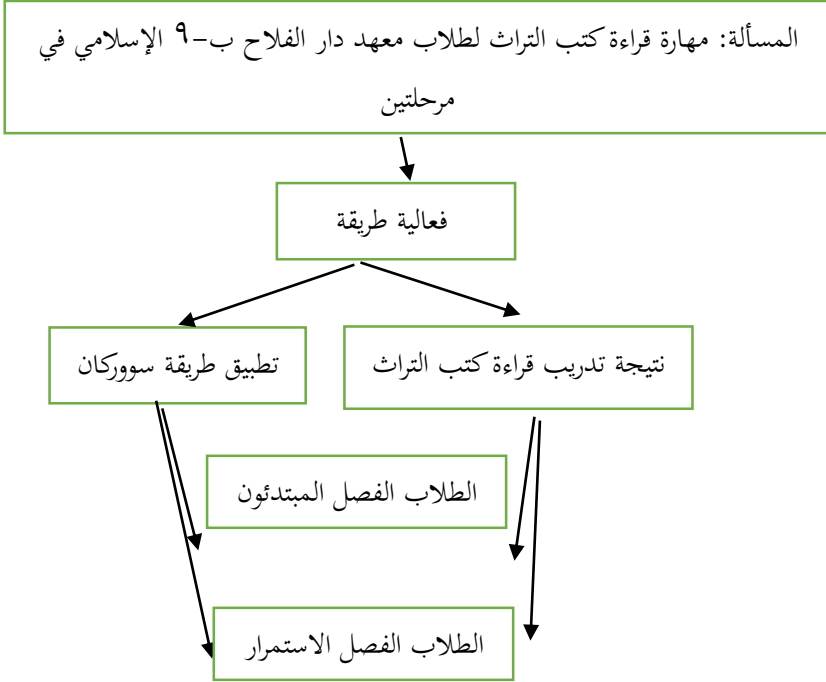 المسألة: مهارة قراءة كتب التراث لطلاب معهد دار الفلاح ب-٩ الإسلامي في
مرحلتين
فعالية طريقة
نتيجة تدريب قراءة كتب التراث
تطبيق طريقة سووركان
الطلاب الفصل المبتدئون
الطلاب الفصل الاستمرار